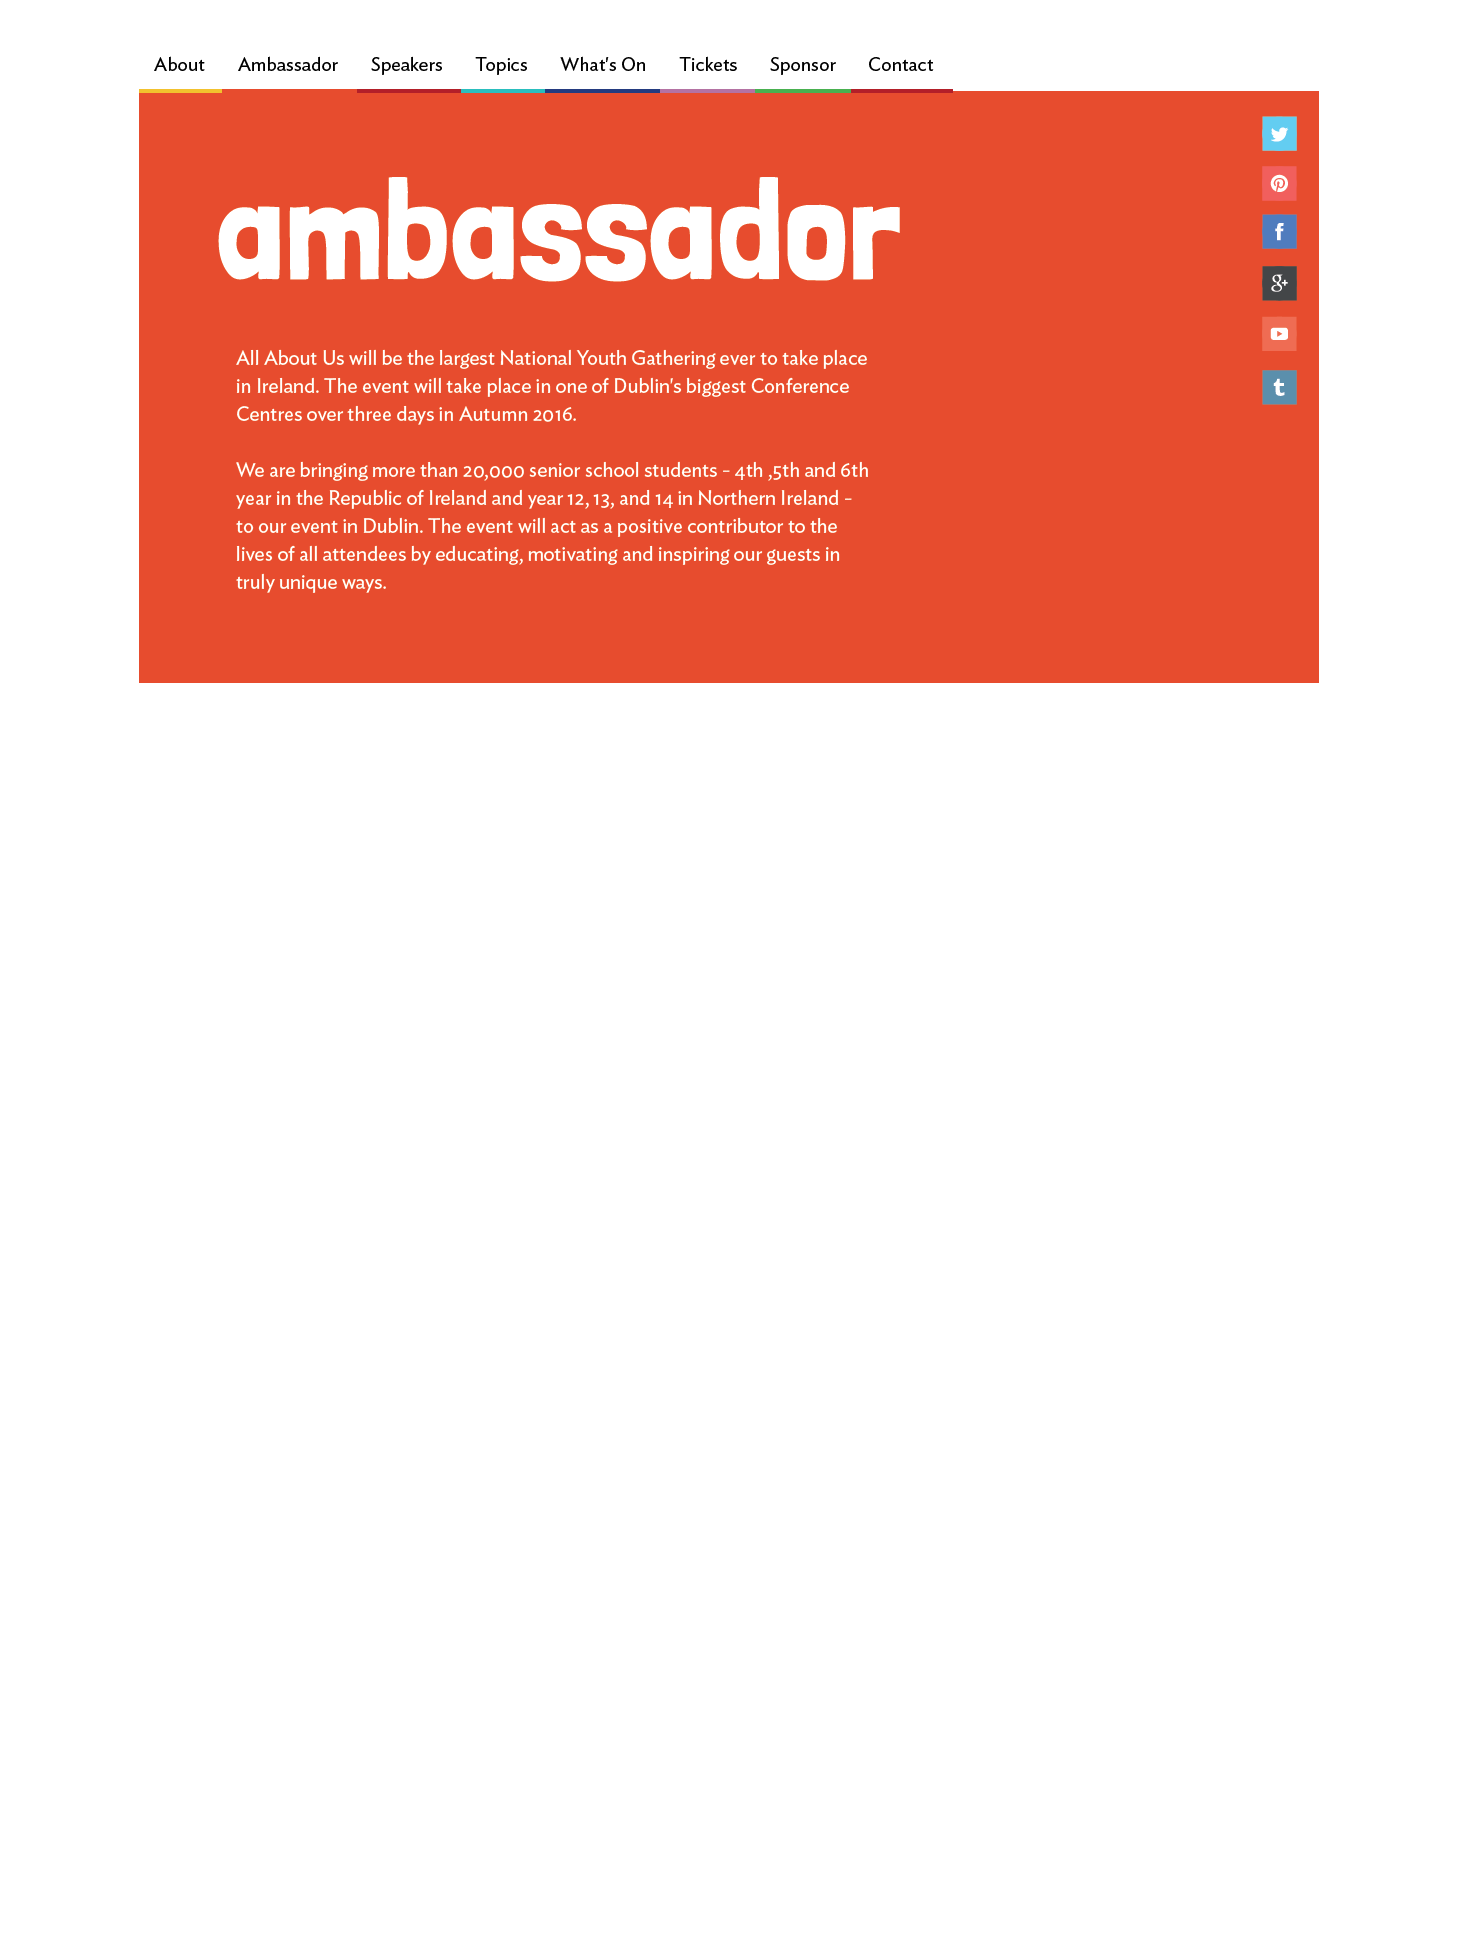 About Ambassador Speakers Topics What's On Tickets Sponsor Contact
ambassador
All About Us will be the largest National Youth Gathering ever to take place
in Ireland. The event will take place in one of Dublin's biggest Conference
Centres over three days in Autumn 2016.
We are bringing more than 20,000 senior school students - 4th ,5th and 6th
year in the Republic of Ireland and year 12, 13, and 14 in Northern Ireland -
to our event in Dublin. The event will act as a positive contributor to the
lives of all attendees by educating, motivating and inspiring our guests in
truly unique ways.